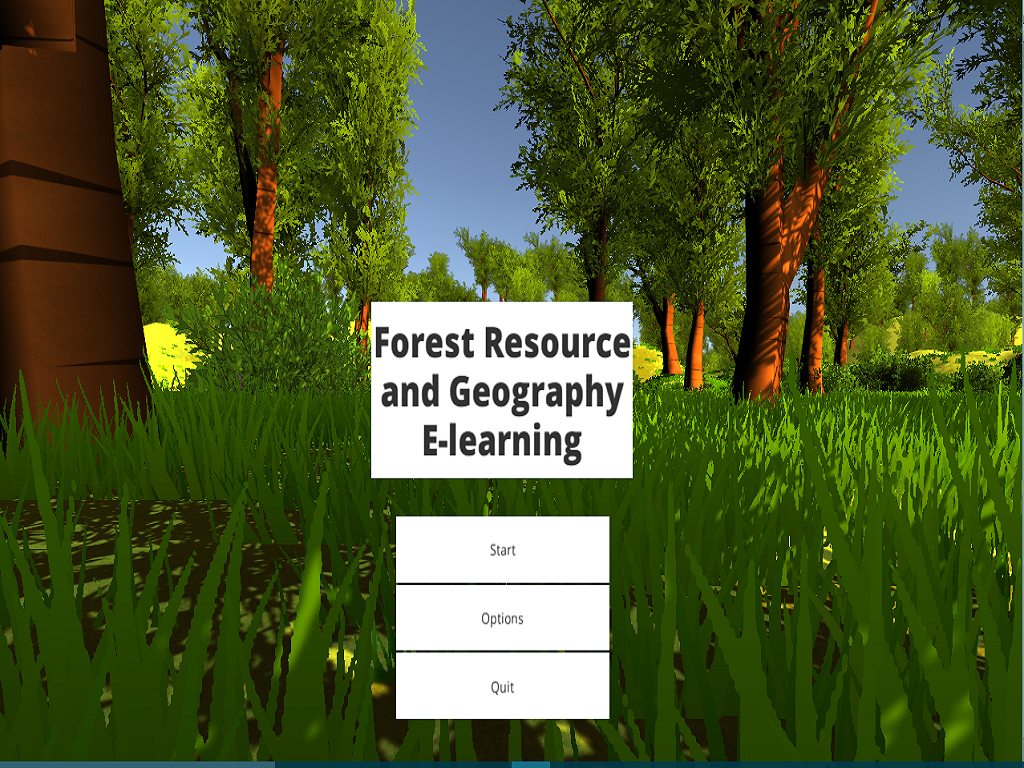 Forest Resource
and Geography
E-learning
Start
Options
Quit